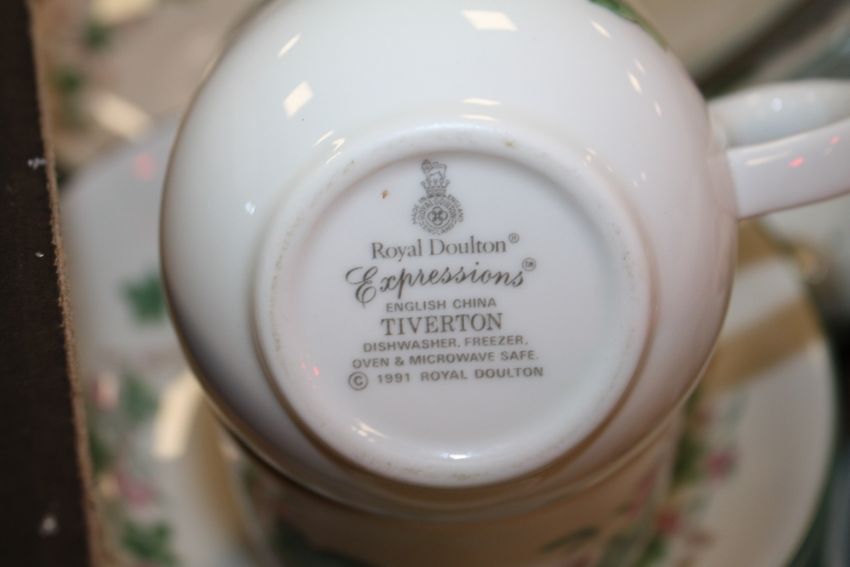 Royal Doulton®
Expressions™
ENGLISH CHINA
TIVERTON
DISHWASHER, FREEZER,
OVEN & MICROWAVE SAFE.
© 1991 ROYAL DOULTON